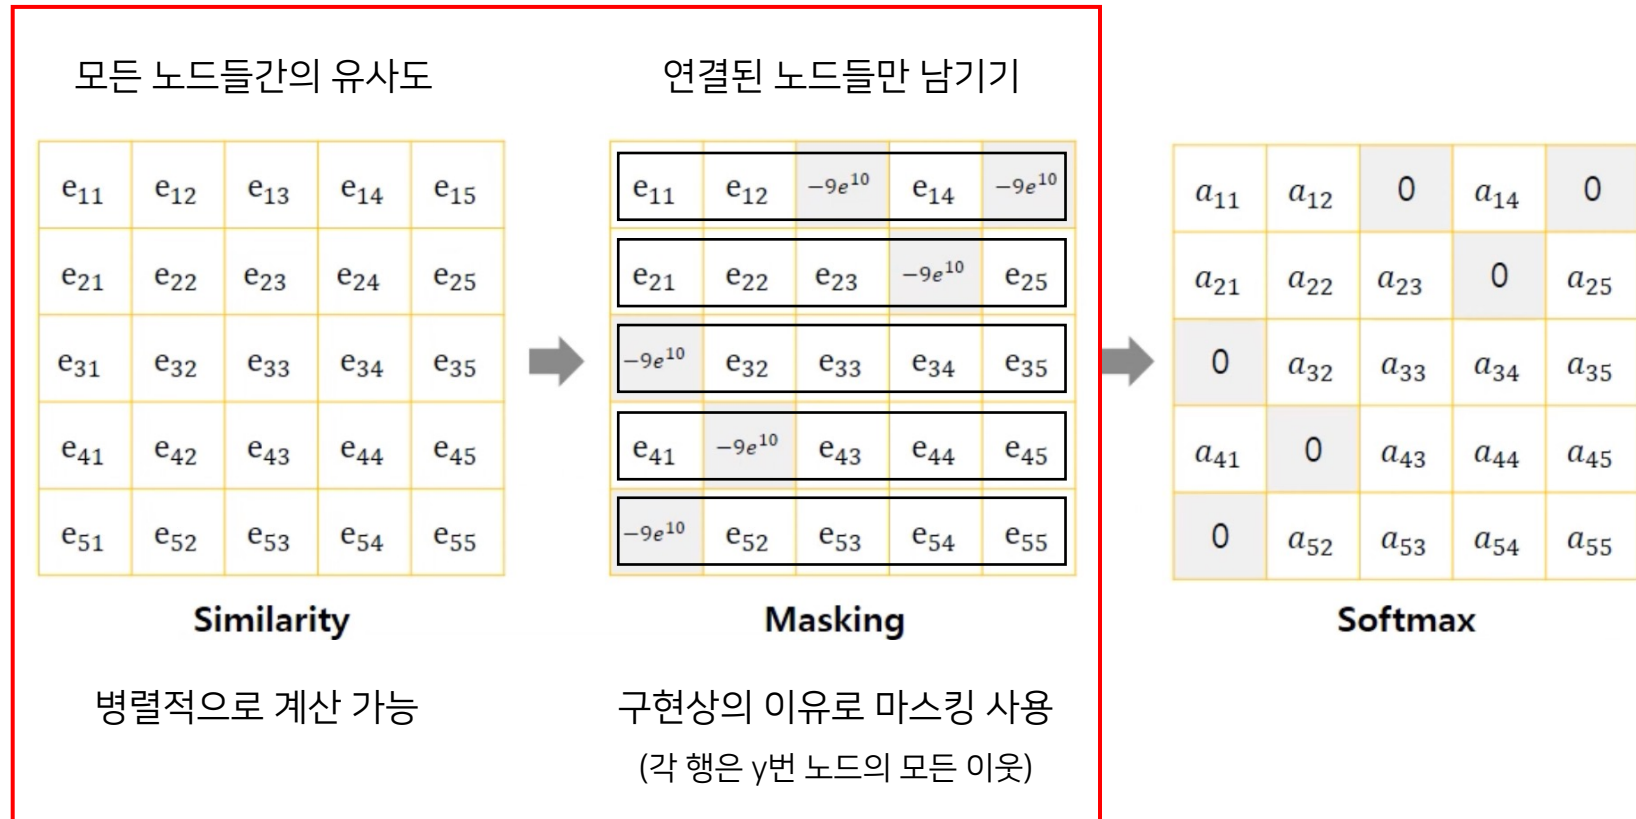 모든 노드들간의 유사도
연결된 노드들만 남기기
e₁₁ e₁₂ e₁₃ e₁₄ e₁₅
e₂₁ e₂₂ e₂₃ e₂₄ e₂₅
e₃₁ e₃₂ e₃₃ e₃₄ e₃₅
e₄₁ e₄₂ e₄₃ e₄₄ e₄₅
e₅₁ e₅₂ e₅₃ e₅₄ e₅₅
Similarity
병렬적으로 계산 가능
e₁₁ e₁₂ −9e¹⁰ e₁₄ −9e¹⁰
e₂₁ e₂₂ e₂₃ −9e¹⁰ e₂₅
−9e¹⁰ e₃₂ e₃₃ e₃₄ e₃₅
e₄₁ −9e¹⁰ e₄₃ e₄₄ e₄₅
−9e¹⁰ e₅₂ e₅₃ e₅₄ e₅₅
Masking
구현상의 이유로 마스킹 사용
(각 행은 y번 노드의 모든 이웃)
a₁₁ a₁₂ 0 a₁₄ 0
a₂₁ a₂₂ a₂₃ 0 a₂₅
0 a₃₂ a₃₃ a₃₄ a₃₅
a₄₁ 0 a₄₃ a₄₄ a₄₅
0 a₅₂ a₅₃ a₅₄ a₅₅
Softmax